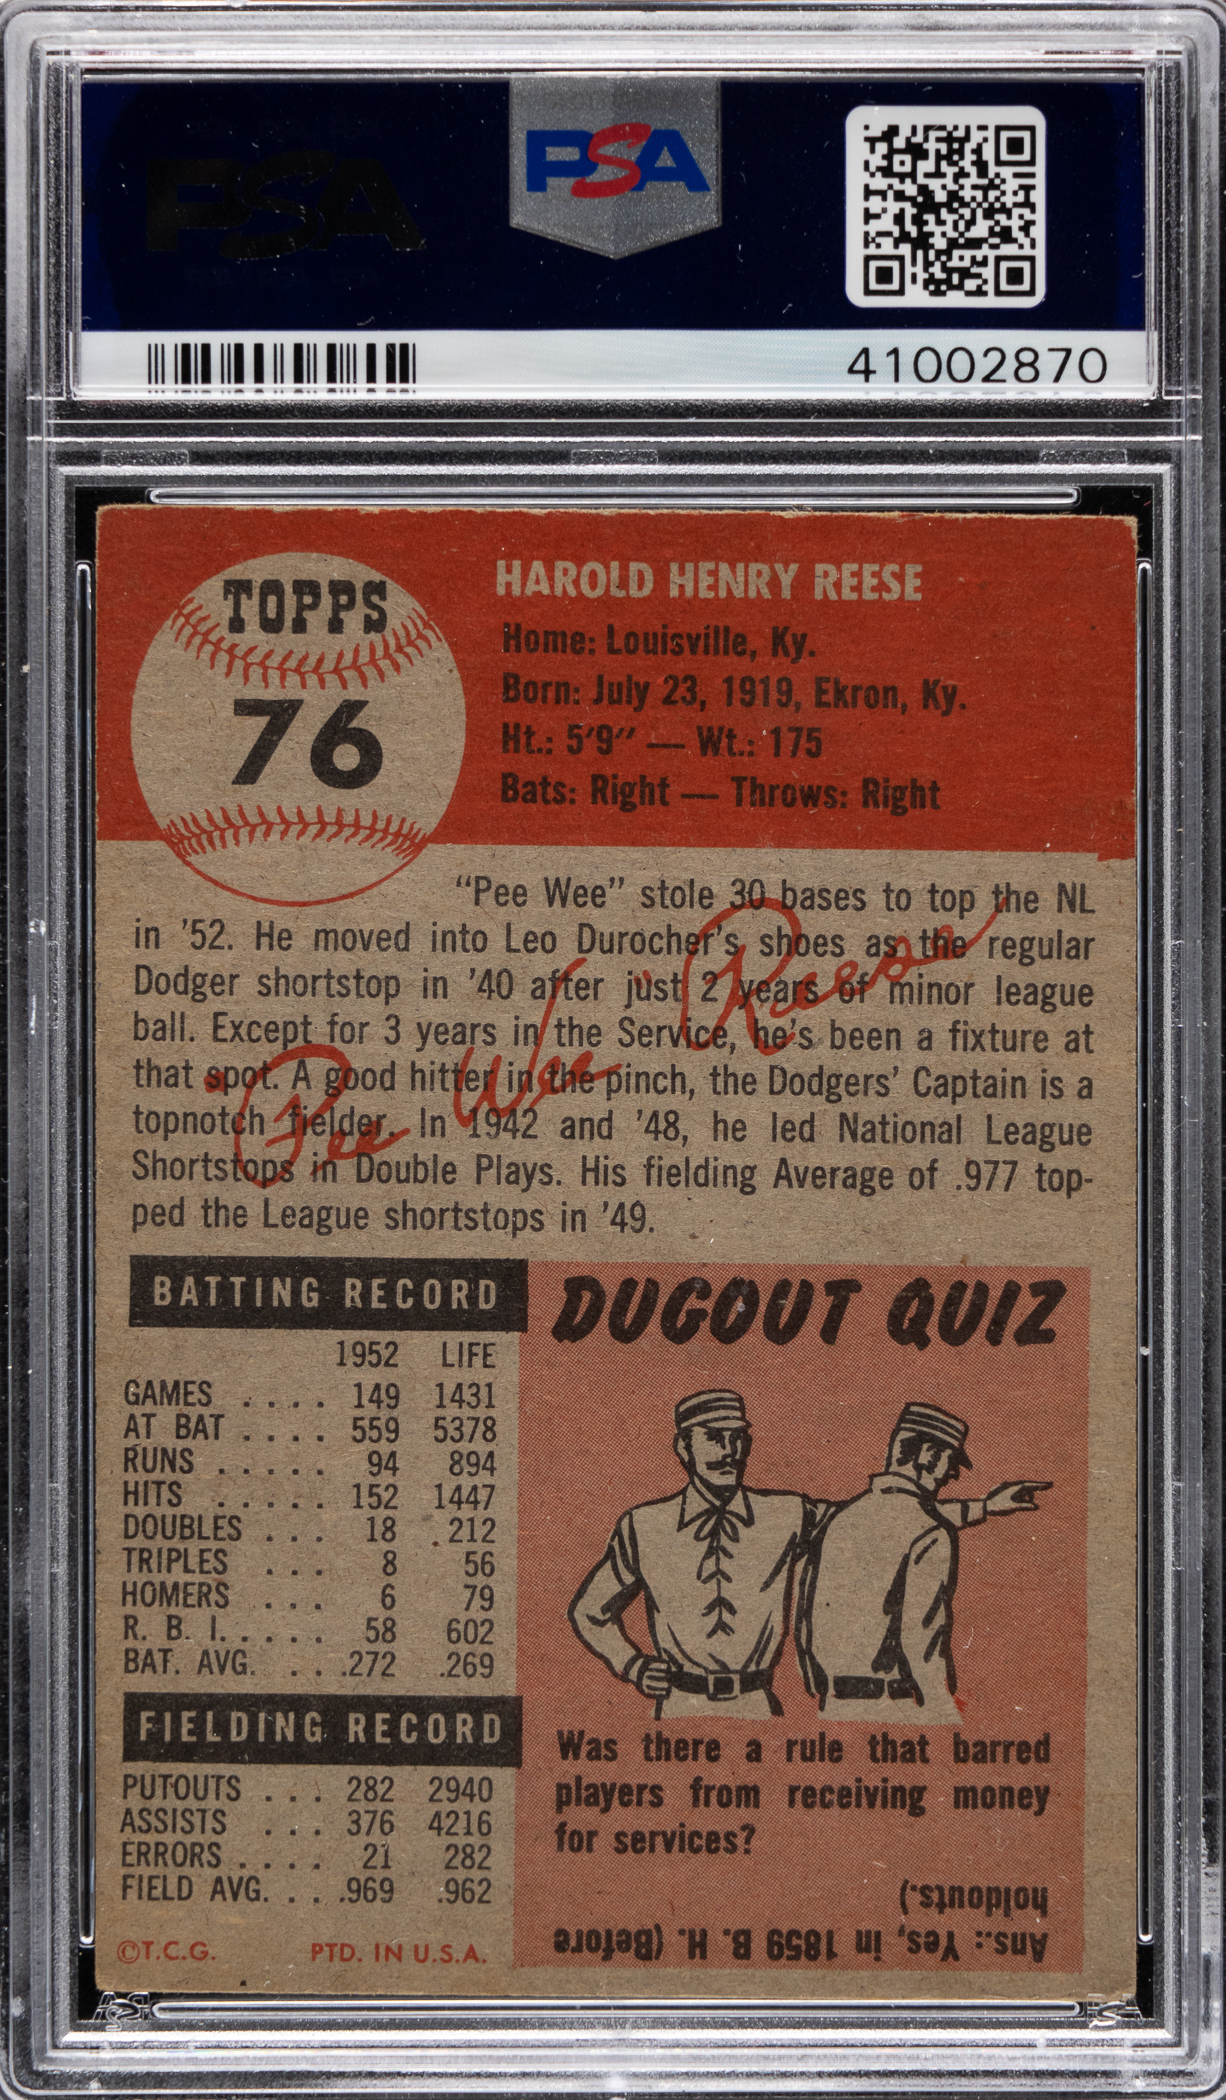 PSA
PSA
41002870
TOPPS
76
HAROLD HENRY REESE
Home: Louisville, Ky.
Born: July 23, 1919, Ekron, Ky.
Ht.: 5'9" — Wt.: 175
Bats: Right — Throws: Right
"Pee Wee" stole 30 bases to top the NL
in '52. He moved into Leo Durocher's shoes as the regular
Dodger shortstop in '40 after just 2 years of minor league
ball. Except for 3 years in the Service, he's been a fixture at
that spot. A good hitter in the pinch, the Dodgers' Captain is a
topnotch fielder. In 1942 and '48, he led National League
Shortstops in Double Plays. His fielding Average of .977 top-
ped the League shortstops in '49.
"Pee Wee" Reese
BATTING RECORD
1952 LIFE
GAMES .... 149 1431
AT BAT .... 559 5378
RUNS ..... 94 894
HITS ..... 152 1447
DOUBLES ... 18 212
TRIPLES ... 8 56
HOMERS ... 6 79
R. B. I. .... 58 602
BAT. AVG. ... .272 .269
FIELDING RECORD
PUTOUTS ... 282 2940
ASSISTS ... 376 4216
ERRORS .... 21 282
FIELD AVG. ... .969 .962
©T.C.G. PTD. IN U.S.A.
DUGOUT QUIZ
Was there a rule that barred
players from receiving money
for services?
Ans.: Yes, in 1859 B. H. (Before
holdouts.)